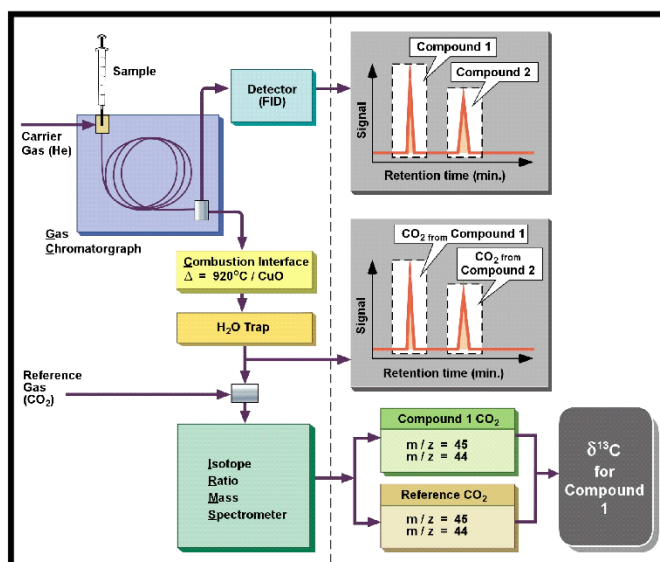 Sample
Carrier
Gas (He)
Gas
Chromatorgraph
Detector
(FID)
Compound 1
Compound 2
Signal
Retention time (min.)
Combustion Interface
Δ = 920°C / CuO
H₂O Trap
CO₂ from Compound 1
CO₂ from
Compound 2
Signal
Retention time (min.)
Reference
Gas
(CO₂)
Isotope
Ratio
Mass
Spectrometer
Compound 1 CO₂
m / z = 45
m / z = 44
Reference CO₂
m / z = 45
m / z = 44
δ¹³C
for
Compound
1